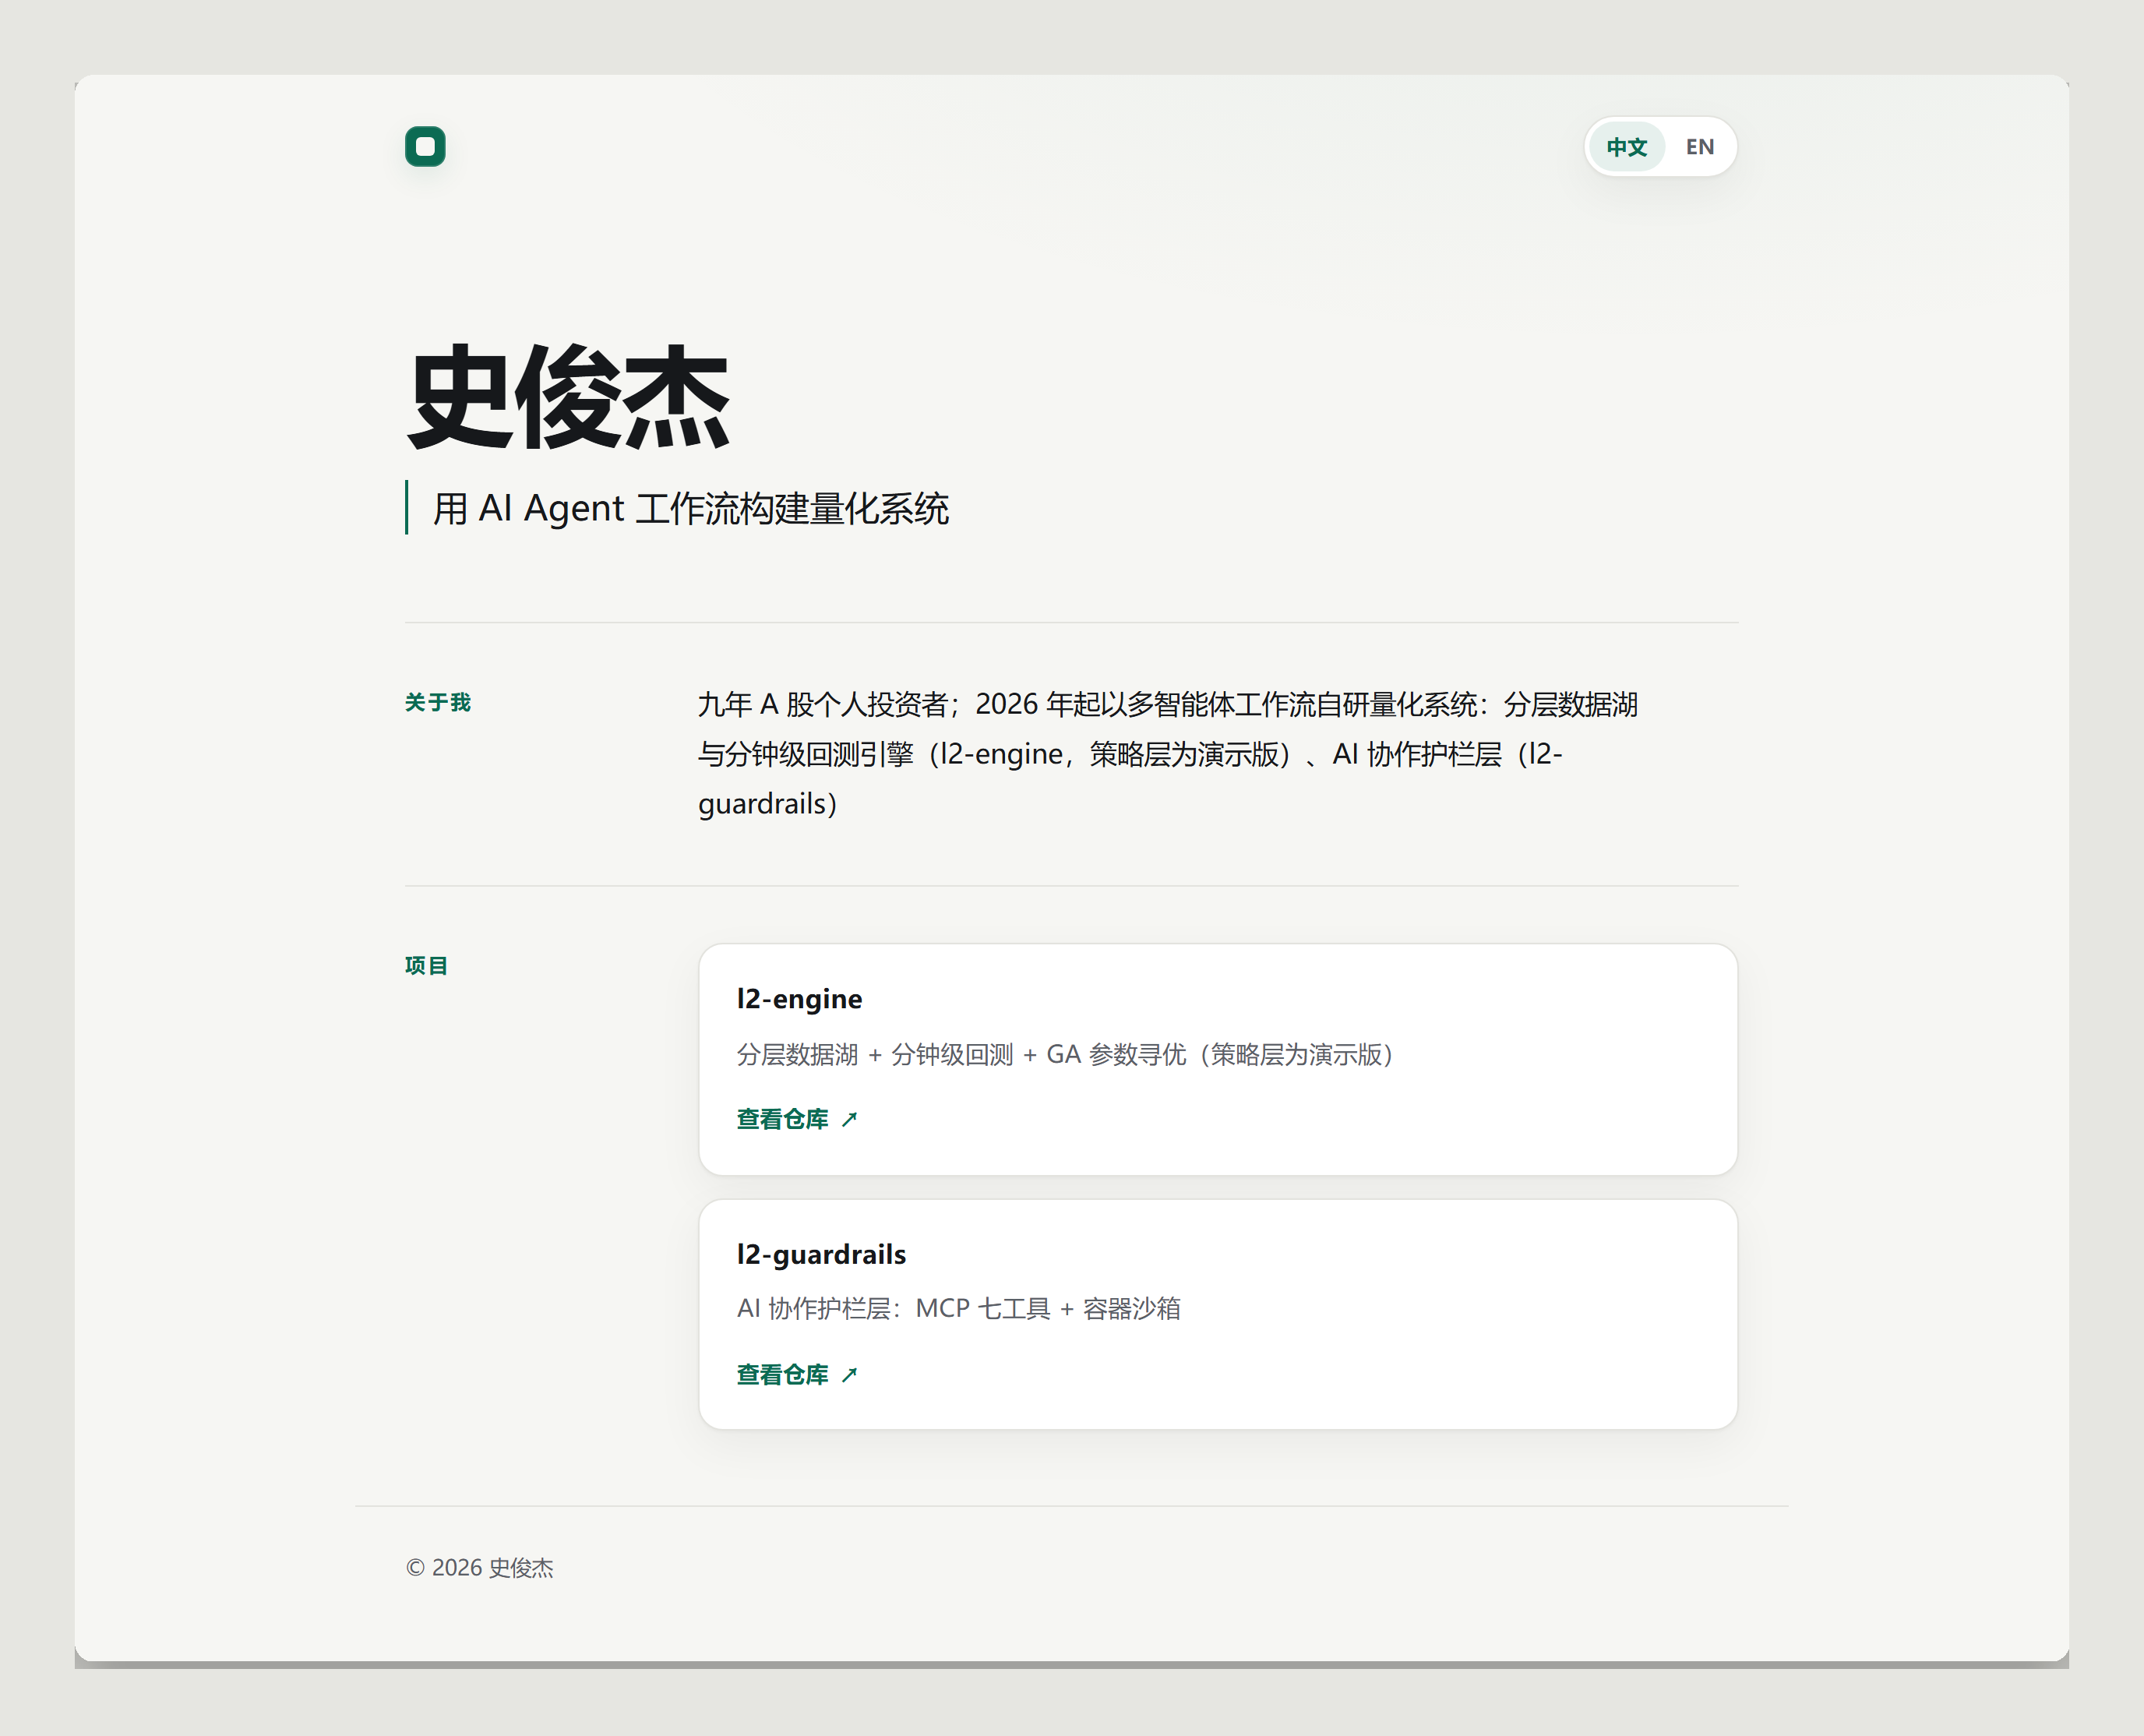 中文 EN
史俊杰
用 AI Agent 工作流构建量化系统
关于我
九年 A 股个人投资者；2026 年起以多智能体工作流自研量化系统：分层数据湖
与分钟级回测引擎（l2-engine，策略层为演示版）、AI 协作护栏层（l2-
guardrails）
项目
l2-engine
分层数据湖 + 分钟级回测 + GA 参数寻优（策略层为演示版）
查看仓库 ↗
l2-guardrails
AI 协作护栏层：MCP 七工具 + 容器沙箱
查看仓库 ↗
© 2026 史俊杰